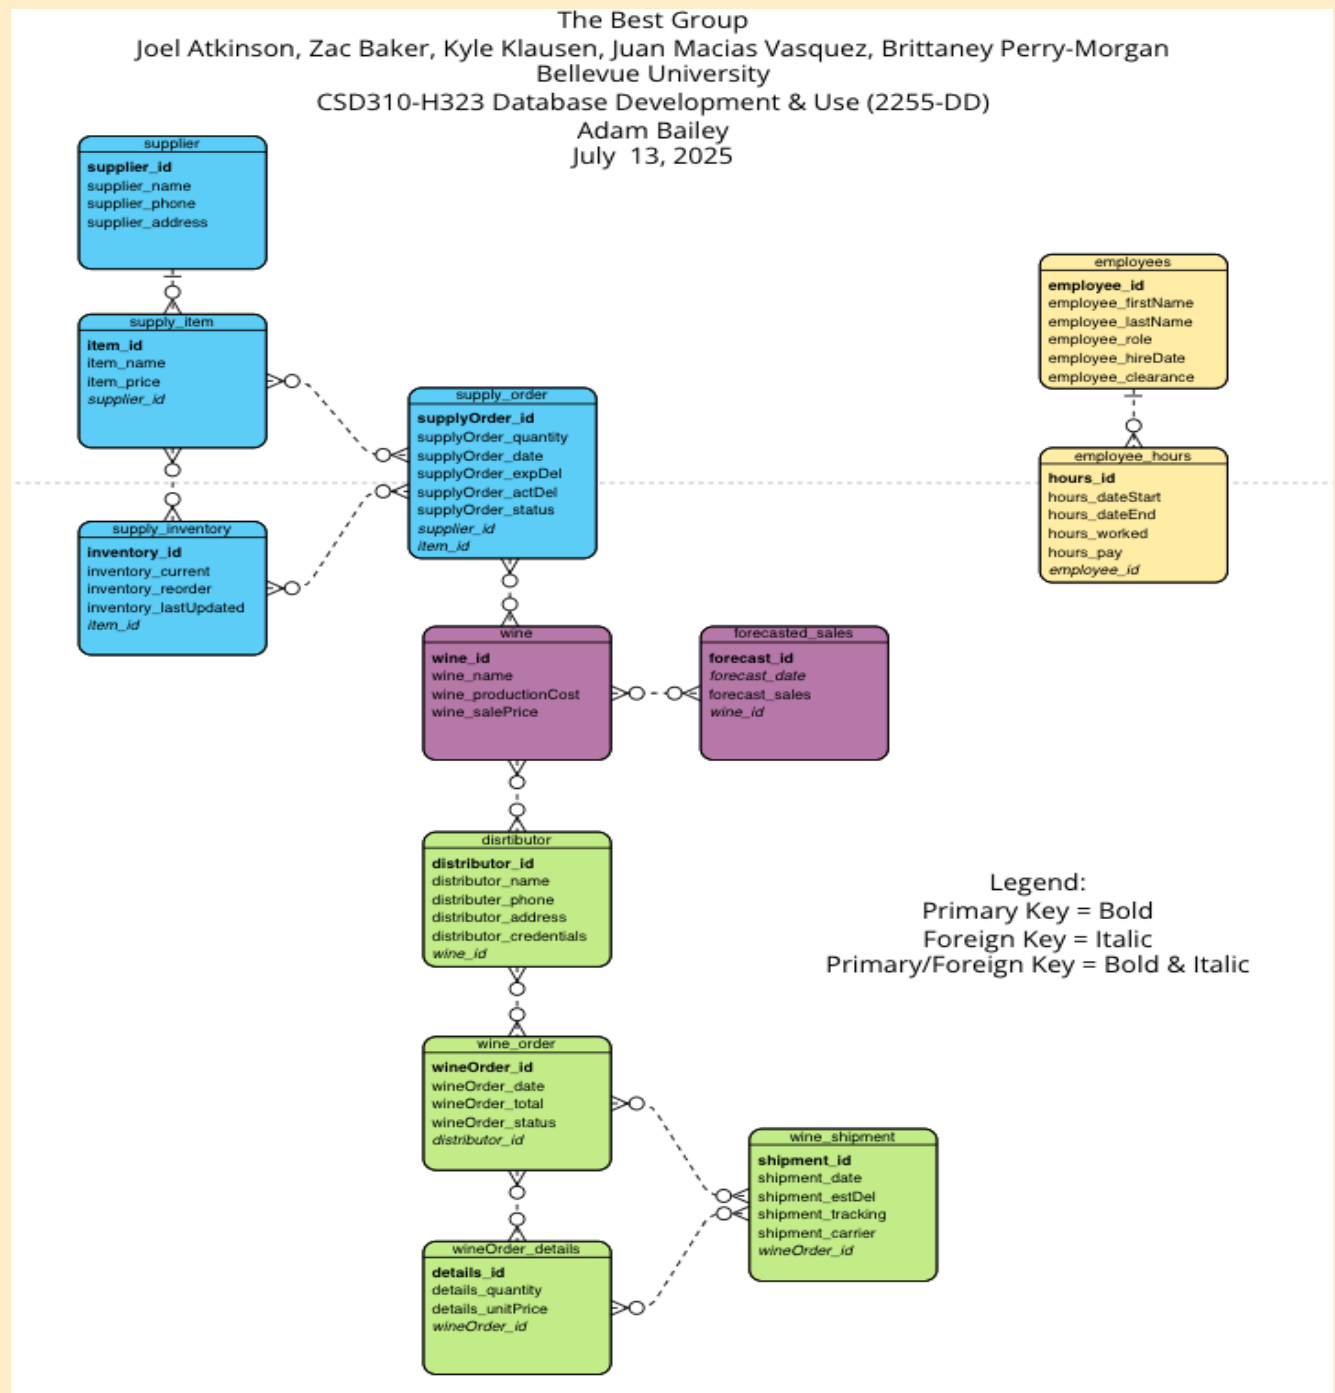 The Best Group
Joel Atkinson, Zac Baker, Kyle Klausen, Juan Macias Vasquez, Brittaney Perry-Morgan
Bellevue University
CSD310-H323 Database Development & Use (2255-DD)
Adam Bailey
July  13, 2025
supplier
supplier_id
supplier_name
supplier_phone
supplier_address
supply_item
item_id
item_name
item_price
supplier_id
supply_inventory
inventory_id
inventory_current
inventory_reorder
inventory_lastUpdated
item_id
supply_order
supplyOrder_id
supplyOrder_quantity
supplyOrder_date
supplyOrder_expDel
supplyOrder_actDel
supplyOrder_status
supplier_id
item_id
employees
employee_id
employee_firstName
employee_lastName
employee_role
employee_hireDate
employee_clearance
employee_hours
hours_id
hours_dateStart
hours_dateEnd
hours_worked
hours_pay
employee_id
wine
wine_id
wine_name
wine_productionCost
wine_salePrice
forecasted_sales
forecast_id
forecast_date
forecast_sales
wine_id
disrtibutor
distributor_id
distributor_name
distributer_phone
distributor_address
distributor_credentials
wine_id
Legend:
Primary Key = Bold
Foreign Key = Italic
Primary/Foreign Key = Bold & Italic
wine_order
wineOrder_id
wineOrder_date
wineOrder_total
wineOrder_status
distributor_id
wine_shipment
shipment_id
shipment_date
shipment_estDel
shipment_tracking
shipment_carrier
wineOrder_id
wineOrder_details
details_id
details_quantity
details_unitPrice
wineOrder_id